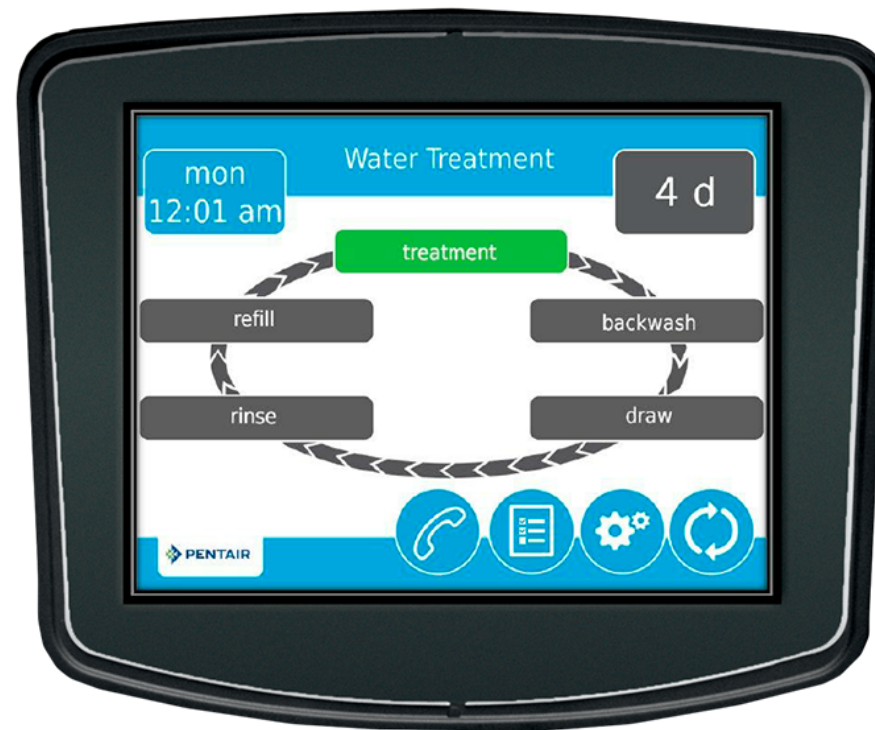 Water Treatment
mon
12:01 am
4 d
treatment
refill
backwash
rinse
draw
PENTAIR